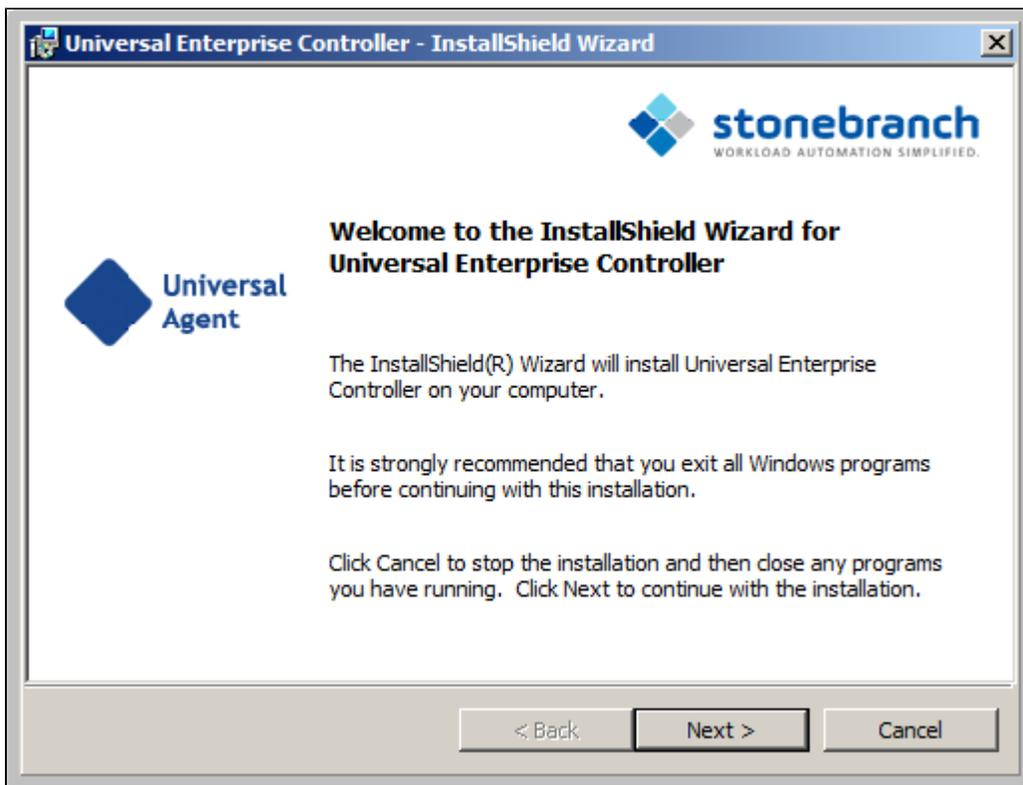 Universal Enterprise Controller - InstallShield Wizard
stonebranch
WORKLOAD AUTOMATION SIMPLIFIED.
Welcome to the InstallShield Wizard for
Universal Enterprise Controller
Universal
Agent
The InstallShield(R) Wizard will install Universal Enterprise
Controller on your computer.
It is strongly recommended that you exit all Windows programs
before continuing with this installation.
Click Cancel to stop the installation and then close any programs
you have running.  Click Next to continue with the installation.
< Back
Next >
Cancel